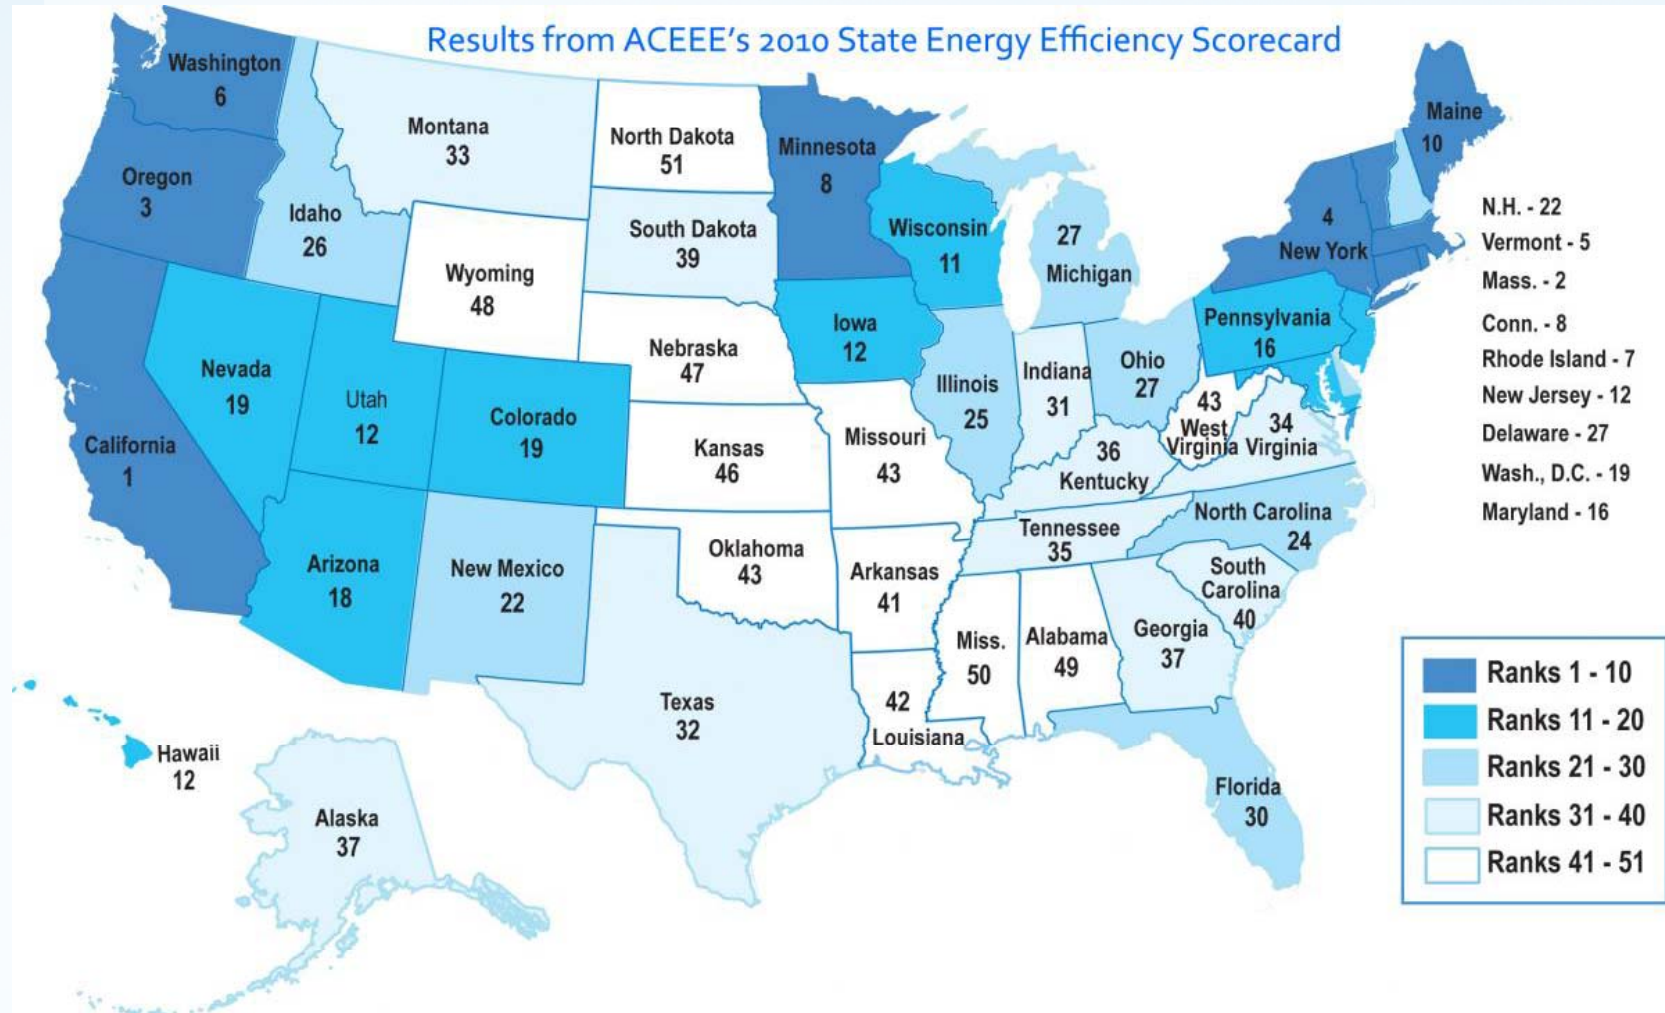 Results from ACEEE's 2010 State Energy Efficiency Scorecard
Washington
6
Oregon
3
California
1
Idaho
26
Nevada
19
Utah
12
Arizona
18
Montana
33
Wyoming
48
Colorado
19
New Mexico
22
North Dakota
51
South Dakota
39
Nebraska
47
Kansas
46
Oklahoma
43
Texas
32
Minnesota
8
Iowa
12
Missouri
43
Arkansas
41
42
Louisiana
Wisconsin
11
Illinois
25
27
Michigan
Indiana
31
Ohio
27
36
Kentucky
Tennessee
35
Miss.
50
Alabama
49
Georgia
37
Florida
30
South
Carolina
40
North Carolina
24
34
Virginia
43
West
Virginia
Pennsylvania
16
4
New York
Maine
10
Hawaii
12
Alaska
37
N.H. - 22
Vermont - 5
Mass. - 2
Conn. - 8
Rhode Island - 7
New Jersey - 12
Delaware - 27
Wash., D.C. - 19
Maryland - 16
Ranks 1 - 10
Ranks 11 - 20
Ranks 21 - 30
Ranks 31 - 40
Ranks 41 - 51